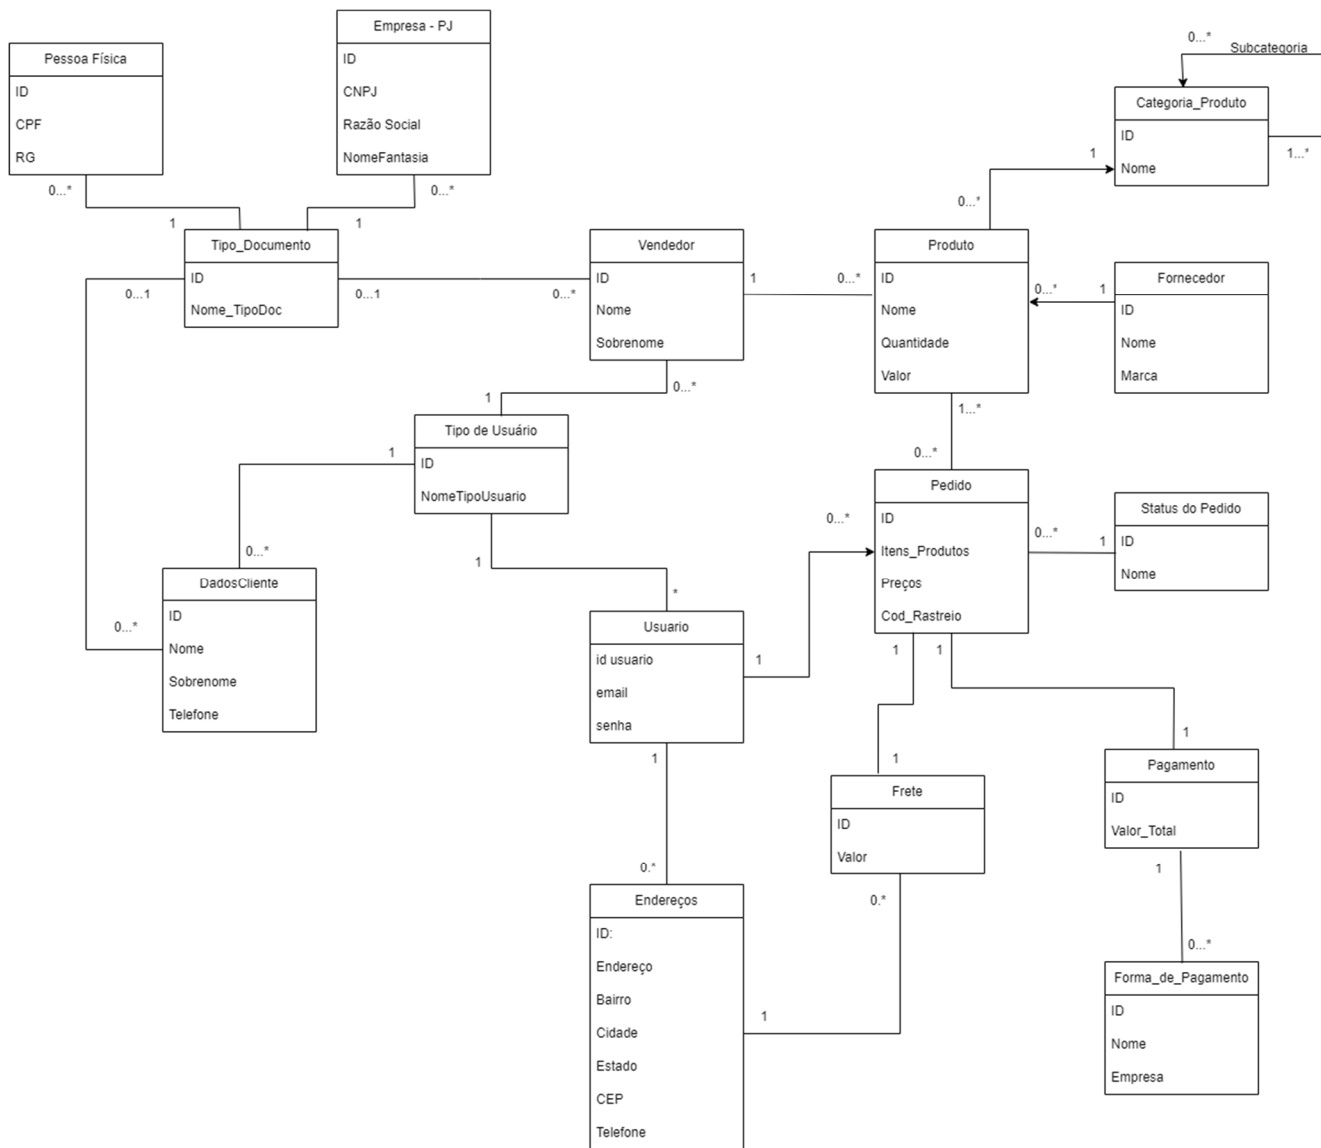 Empresa - PJ
ID
CNPJ
Razão Social
NomeFantasia
Pessoa Física
ID
CPF
RG
0...*
Subcategoria
Categoria_Produto
ID
Nome
1...*
1
0...*
0...*
0...*
1
1
Tipo_Documento
ID
Nome_TipoDoc
0...1
0...1
0...*
Vendedor
ID
Nome
Sobrenome
1
0...*
Produto
ID
Nome
Quantidade
Valor
0...*
1
Fornecedor
ID
Nome
Marca
0...*
1
1...*
0...*
Tipo de Usuário
ID
NomeTipoUsuario
1
1
0...*
DadosCliente
ID
Nome
Sobrenome
Telefone
0...*
*
Usuario
id usuario
email
senha
1
0...*
Pedido
ID
Itens_Produtos
Preços
Cod_Rastreio
0...*
1
Status do Pedido
ID
Nome
1
1
1
1
1
Frete
ID
Valor
0.*
Pagamento
ID
Valor_Total
1
0...*
Forma_de_Pagamento
ID
Nome
Empresa
0.*
Endereços
ID:
Endereço
Bairro
Cidade
Estado
CEP
Telefone
1